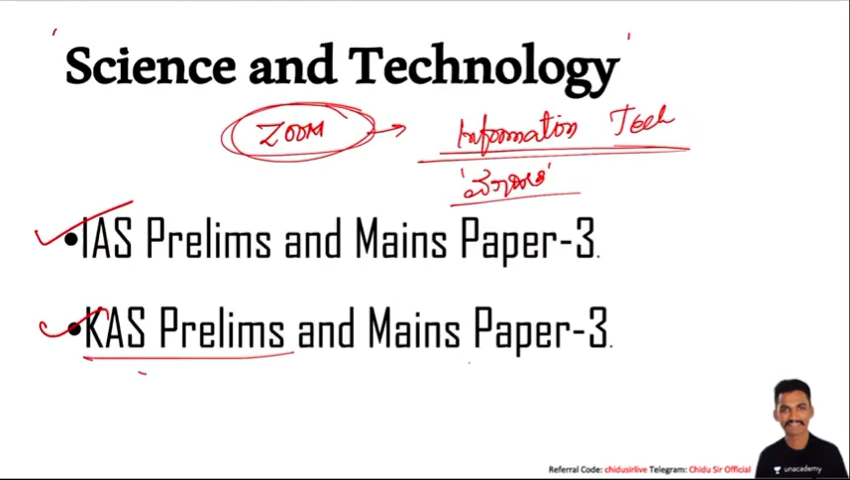 'Science and Technology'
ZOOM → Information Tech
'ಮಾಹಿತಿ'
•IAS Prelims and Mains Paper-3.
•KAS Prelims and Mains Paper-3.
unacademy
Referral Code: chidusirlive Telegram: Chidu Sir Official